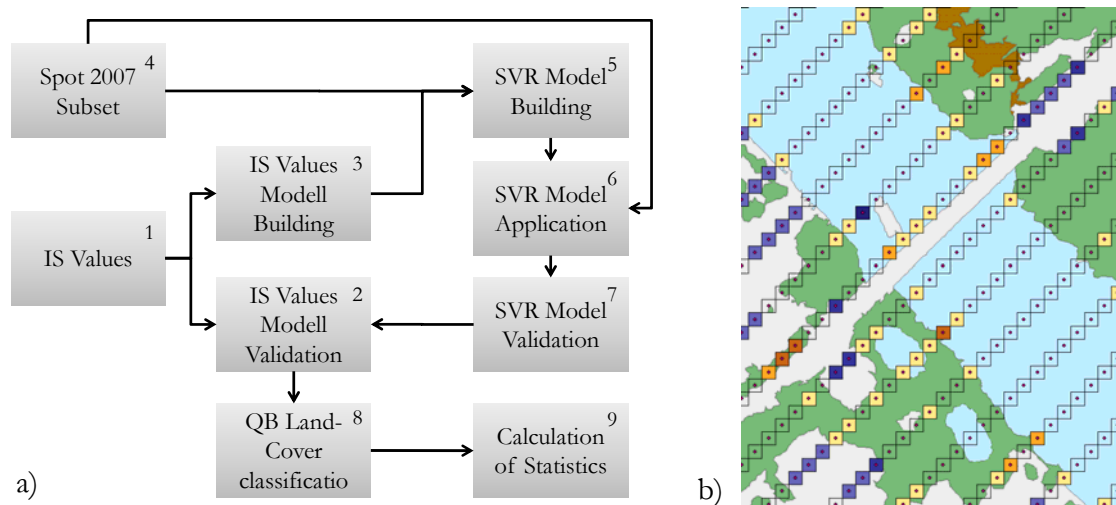 Spot 2007 4
Subset
SVR Model 5
Building
IS Values 3
Modell
Building
SVR Model 6
Application
IS Values 1
IS Values 2
Modell
Validation
SVR Model 7
Validation
QB Land- 8
Cover
classificatio
Calculation 9
of Statistics
a)
b)